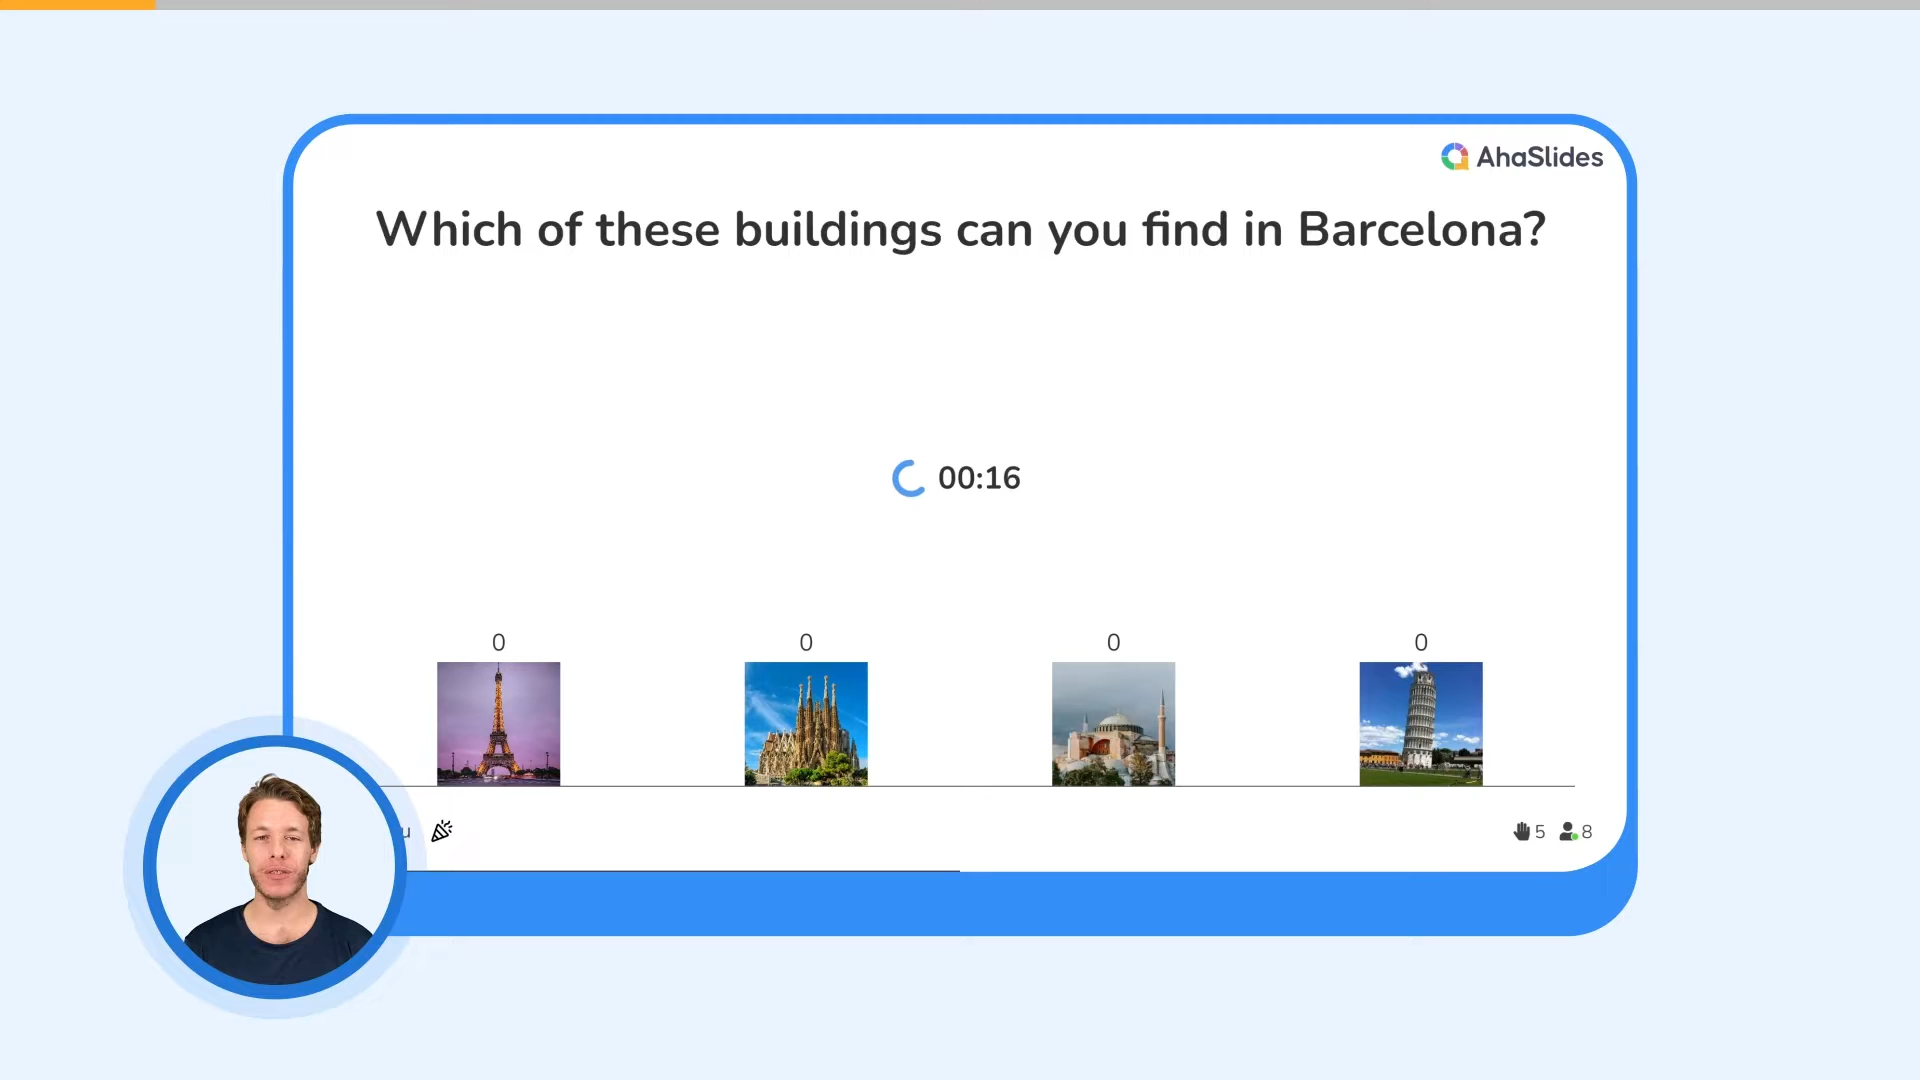 AhaSlides
Which of these buildings can you find in Barcelona?
00:16
0 0 0 0
u
5 8